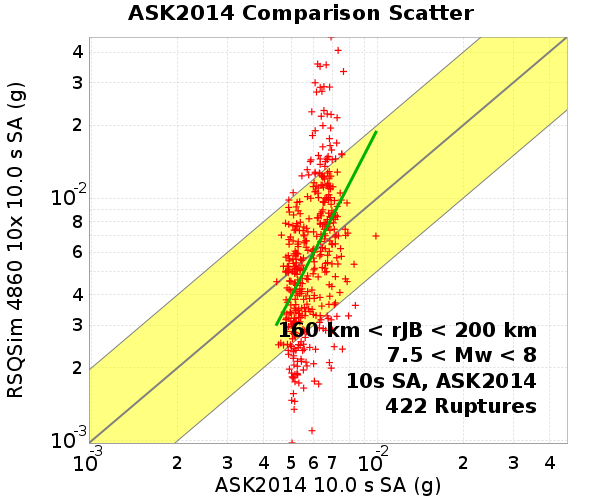 ASK2014 Comparison Scatter
RSQSim 4860 10x 10.0 s SA (g)
4
3
2
10-2
8
6
4
3
2
10-3
160 km < rJB < 200 km
7.5 < Mw < 8
10s SA, ASK2014
422 Ruptures
10-3 2 3 4 5 6 7 10-2 2 3 4
ASK2014 10.0 s SA (g)